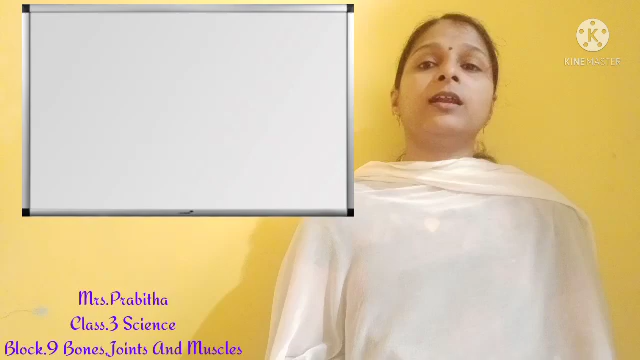 K
KINEMASTER
Mrs.Prabitha
Class.3 Science
Block.9 Bones,Joints And Muscles